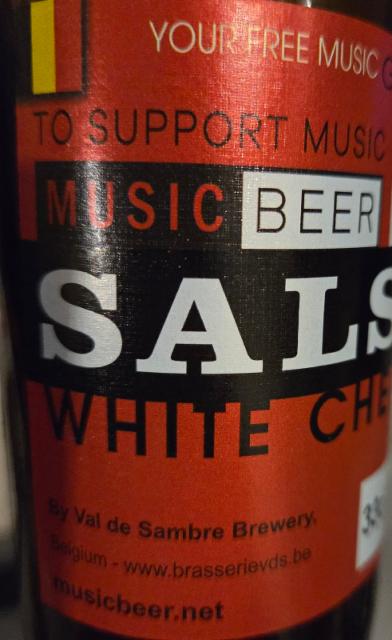 YOUR FREE MUSIC
TO SUPPORT MUSIC
MUSIC BEER
SALS
WHITE CHE
By Val de Sambre Brewery,
Belgium - www.brasserievds.be
musicbeer.net